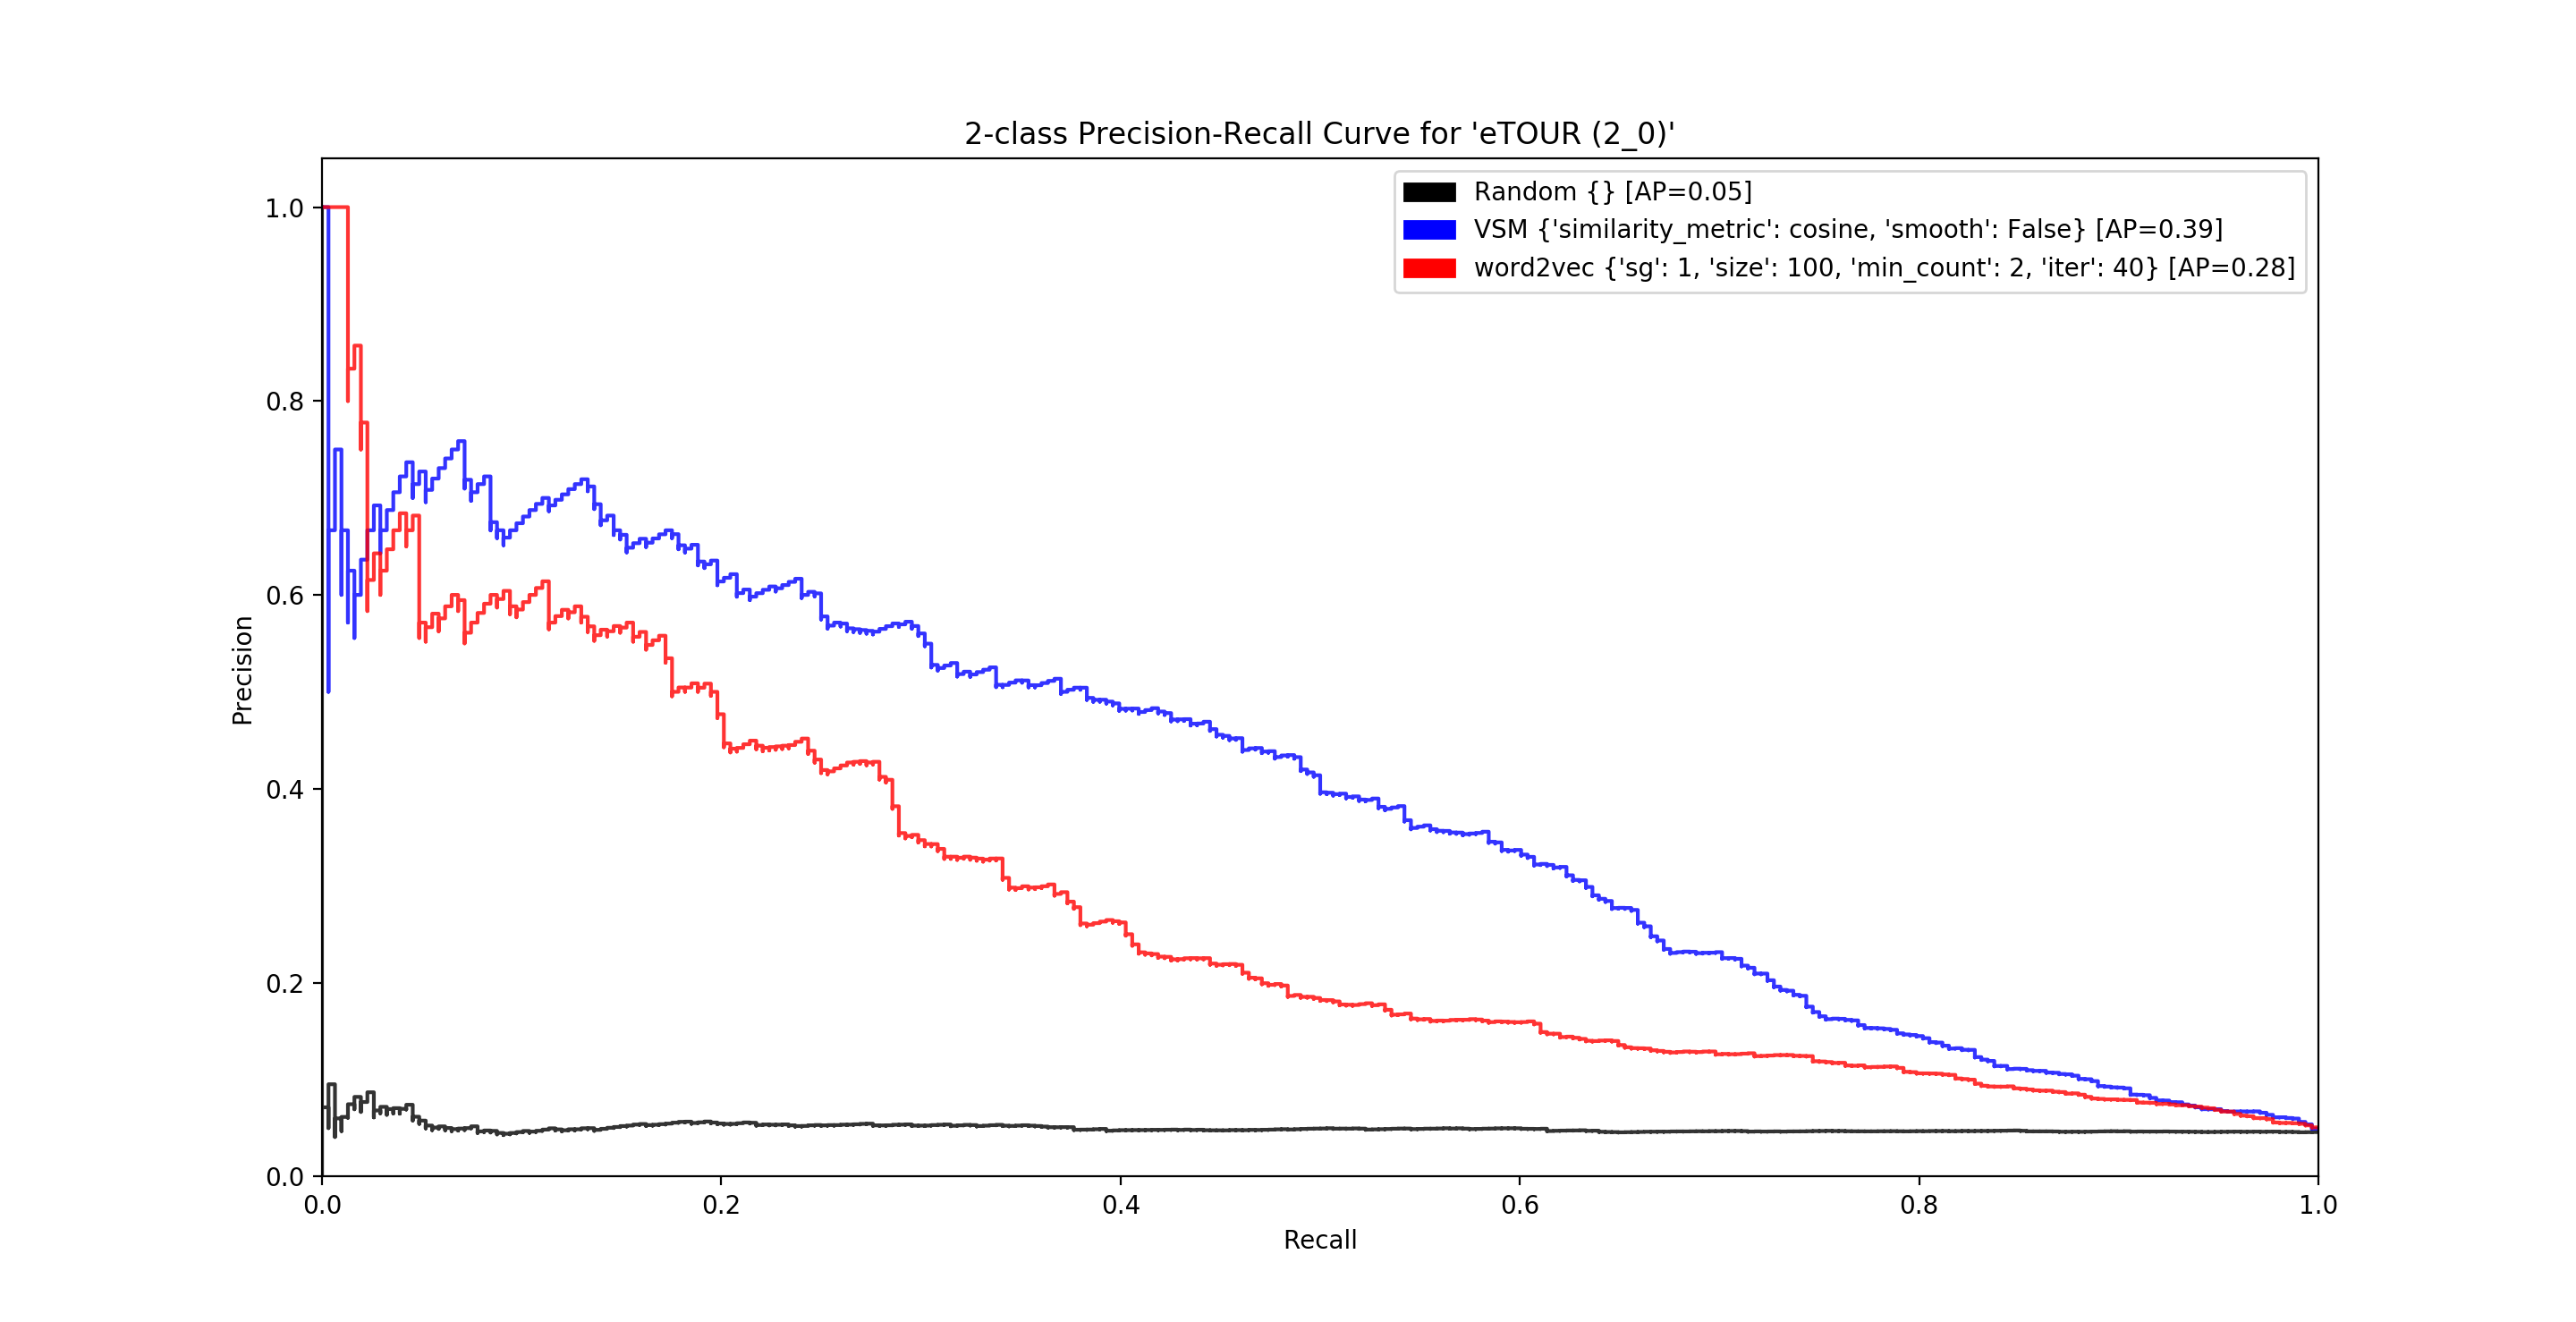 2-class Precision-Recall Curve for 'eTOUR (2_0)'
Random {} [AP=0.05]
VSM {'similarity_metric': cosine, 'smooth': False} [AP=0.39]
word2vec {'sg': 1, 'size': 100, 'min_count': 2, 'iter': 40} [AP=0.28]
1.0
0.8
0.6
0.4
0.2
0.0
Precision
0.0 0.2 0.4 0.6 0.8 1.0
Recall